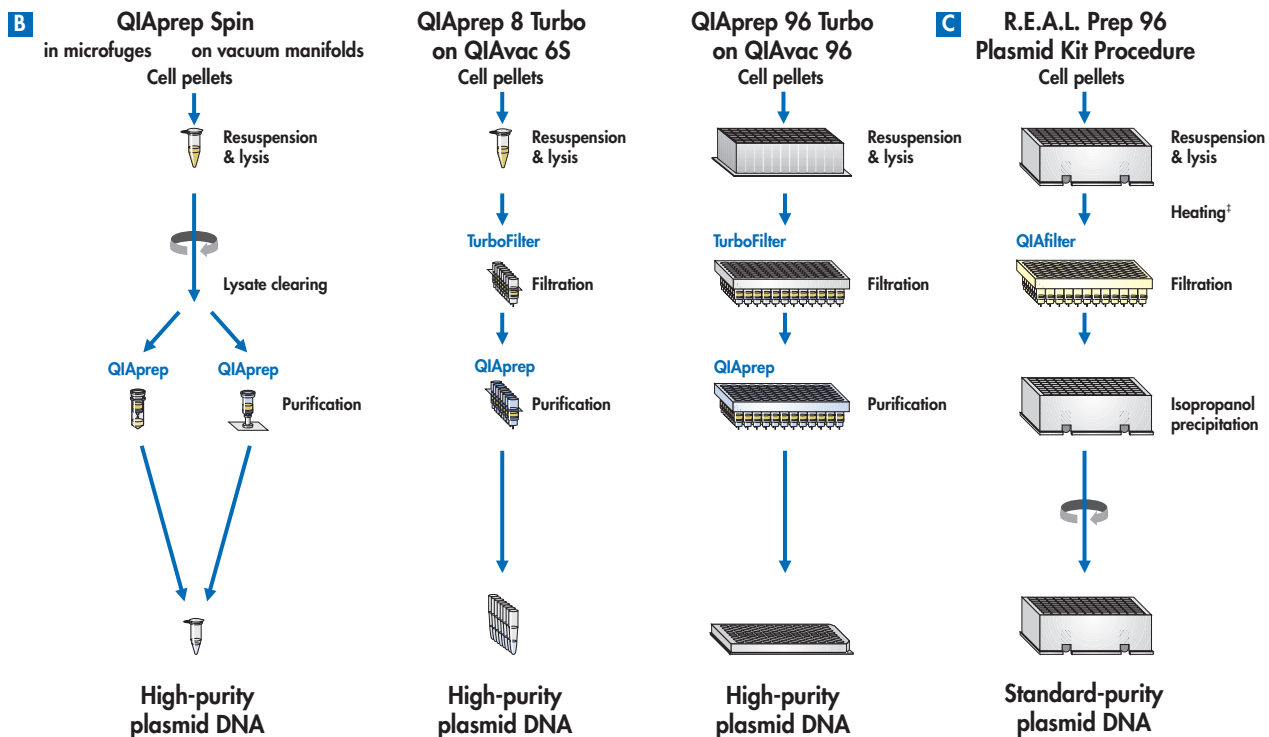 B
QIAprep Spin
in microfuges on vacuum manifolds
Cell pellets
Resuspension
& lysis
Lysate clearing
QIAprep QIAprep
Purification
High-purity
plasmid DNA
QIAprep 8 Turbo
on QIAvac 6S
Cell pellets
Resuspension
& lysis
TurboFilter
Filtration
QIAprep
Purification
High-purity
plasmid DNA
QIAprep 96 Turbo
on QIAvac 96
Cell pellets
Resuspension
& lysis
TurboFilter
Filtration
QIAprep
Purification
High-purity
plasmid DNA
C
R.E.A.L. Prep 96
Plasmid Kit Procedure
Cell pellets
Resuspension
& lysis
Heating‡
QIAfilter
Filtration
Isopropanol
precipitation
Standard-purity
plasmid DNA